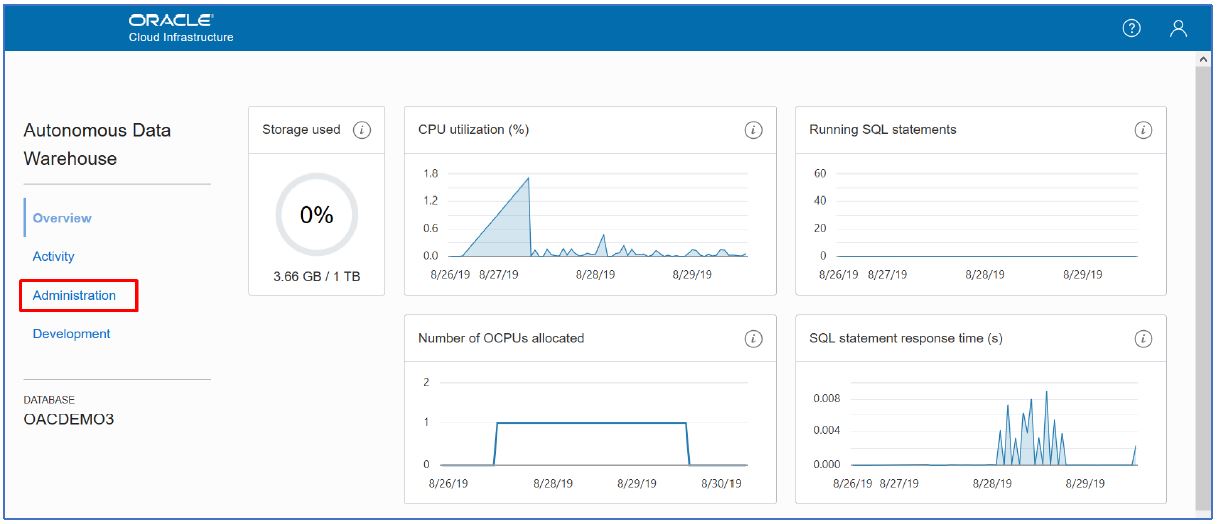 ORACLE
Cloud Infrastructure
Autonomous Data
Warehouse
Overview
Activity
Administration
Development
DATABASE
OACDEMO3
Storage used
0%
3.66 GB / 1 TB
CPU utilization (%)
1.8
1.2
0.6
0.0
8/26/19 8/27/19 8/28/19 8/29/19
Running SQL statements
60
40
20
0
8/26/19 8/27/19 8/28/19 8/29/19
Number of OCPUs allocated
2
1
0
8/26/19 8/28/19 8/29/19 8/30/19
SQL statement response time (s)
0.008
0.004
0.000
8/26/19 8/27/19 8/28/19 8/29/19